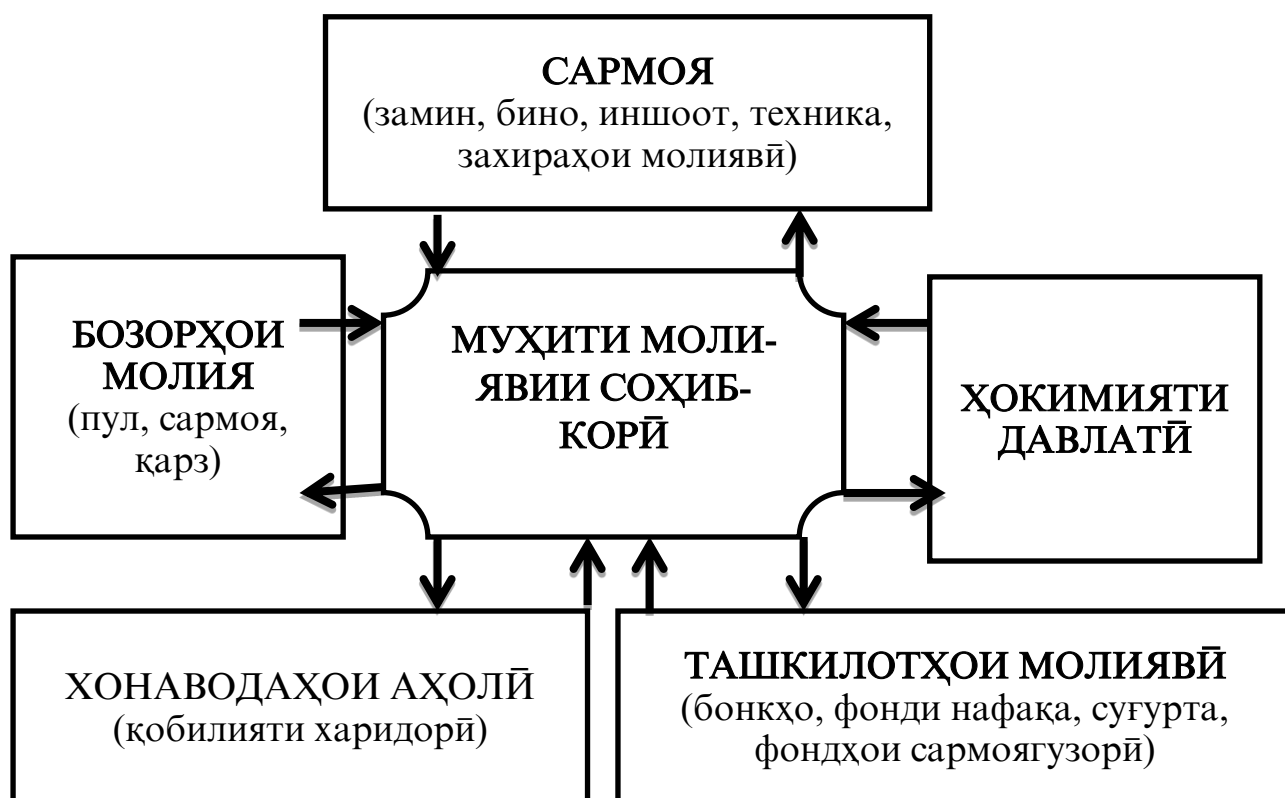 САРМОЯ
(замин, бино, иншоот, техника,
захираҳои молиявӣ)
БОЗОРҲОИ
МОЛИЯ
(пул, сармоя,
қарз)
МУҲИТИ МОЛИ-
ЯВИИ СОҲИБ-
КОРӢ
ҲОКИМИЯТИ
ДАВЛАТӢ
ХОНАВОДАҲОИ АҲОЛӢ
(қобилияти харидорӣ)
ТАШКИЛОТҲОИ МОЛИЯВӢ
(бонкҳо, фонди нафақа, суғурта,
фондҳои сармоягузорӣ)